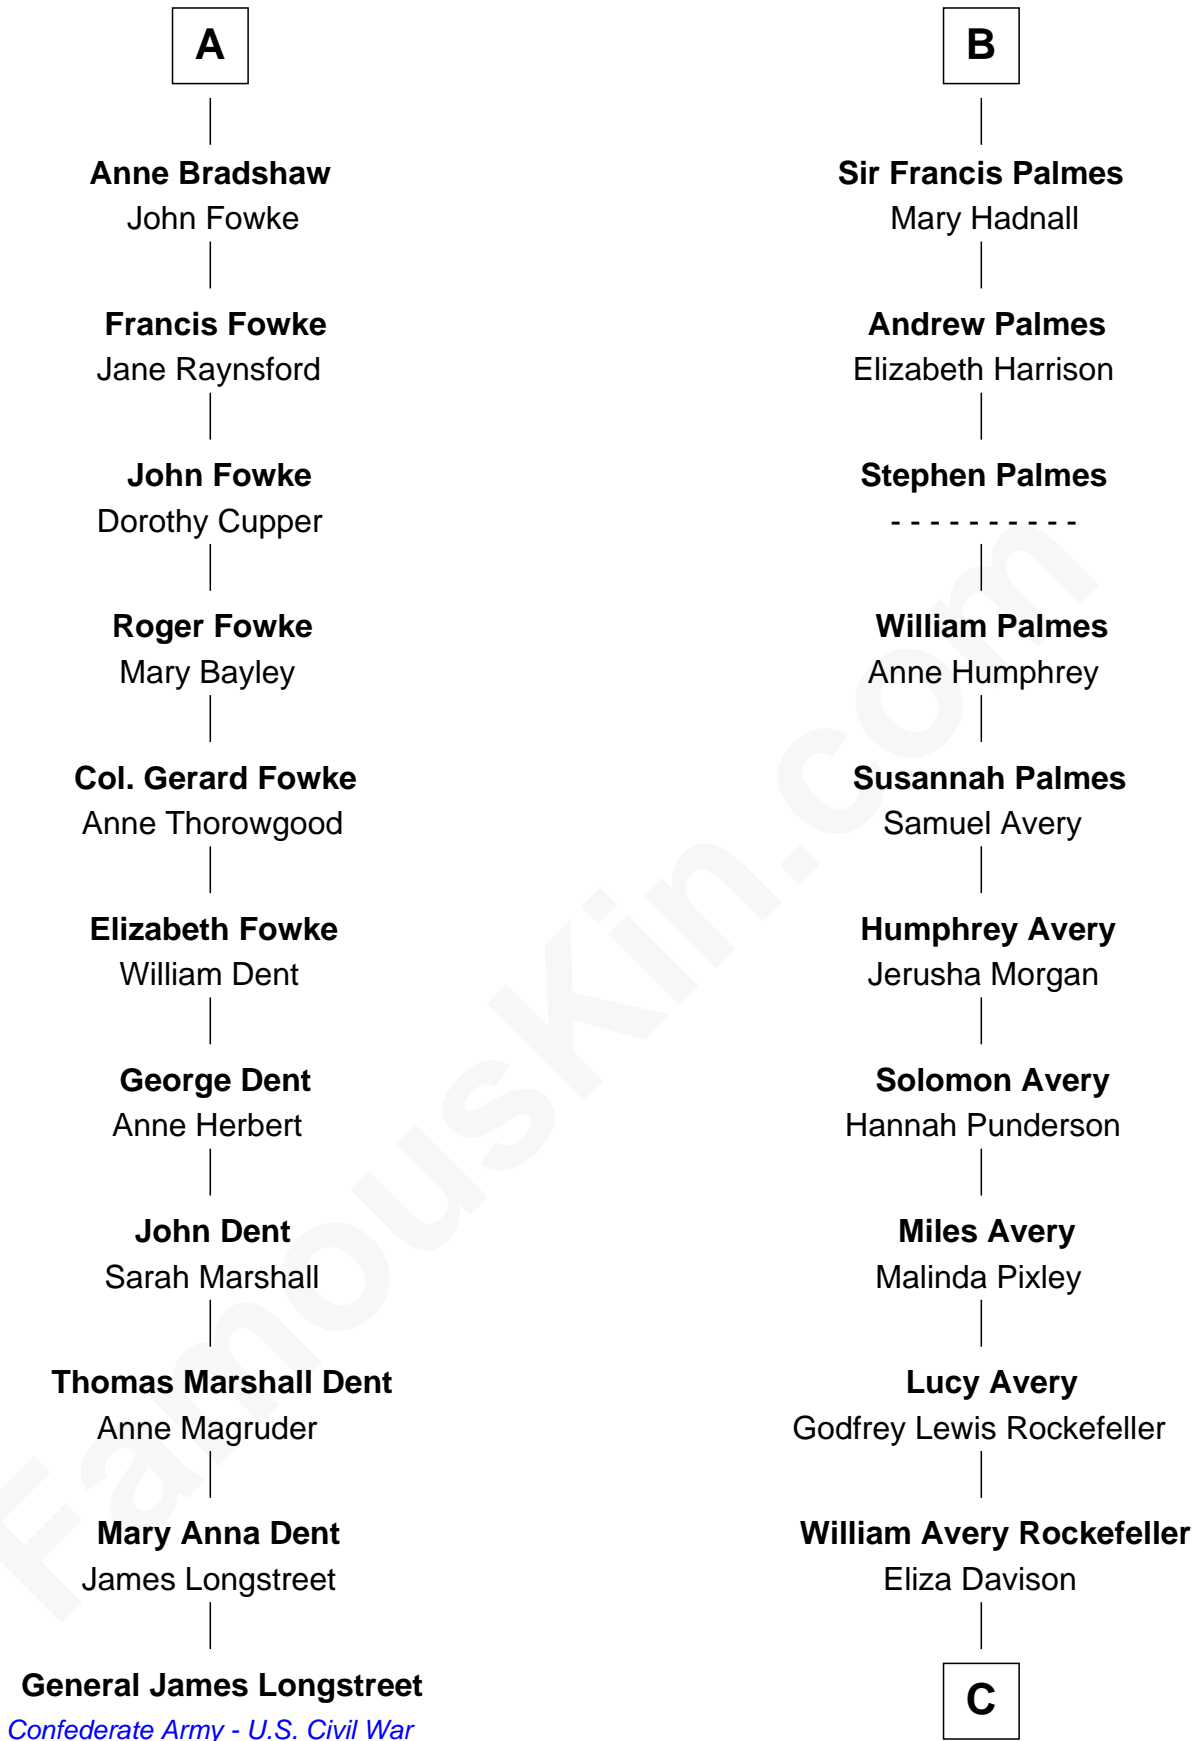 A
Anne Bradshaw
John Fowke
Francis Fowke
Jane Raynsford
John Fowke
Dorothy Cupper
Roger Fowke
Mary Bayley
Col. Gerard Fowke
Anne Thorowgood
Elizabeth Fowke
William Dent
George Dent
Anne Herbert
John Dent
Sarah Marshall
Thomas Marshall Dent
Anne Magruder
Mary Anna Dent
James Longstreet
General James Longstreet
Confederate Army - U.S. Civil War
B
Sir Francis Palmes
Mary Hadnall
Andrew Palmes
Elizabeth Harrison
Stephen Palmes
- - - - - - - - - -
William Palmes
Anne Humphrey
Susannah Palmes
Samuel Avery
Humphrey Avery
Jerusha Morgan
Solomon Avery
Hannah Punderson
Miles Avery
Malinda Pixley
Lucy Avery
Godfrey Lewis Rockefeller
William Avery Rockefeller
Eliza Davison
C
FamousKin.com